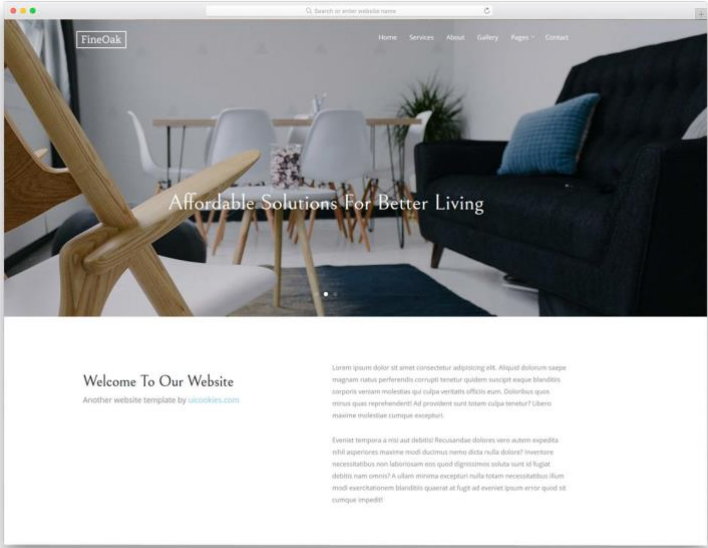 Search or enter website name
FineOak
Home Services About Gallery Pages Contact
Affordable Solutions For Better Living
Welcome To Our Website
Another website template by uicookies.com
Lorem ipsum dolor sit amet consectetur adipisicing elit. Aliquid dolorum saepe
magnam natus perferendis corrupti tenetur quidem suscipit eaque blanditiis
corporis veniam molestias qui culpa veritatis officiis eum. Doloribus quos
minus quas reprehenderit! Ad provident sunt totam culpa tenetur? Libero
maxime molestiae cumque excepturi.
Eveniet tempora a nisi aut debitis! Recusandae dolores vero autem expedita
nihil asperiores maxime modi ducimus nemo dicta nulla dolore? Inventore
necessitatibus non laboriosam eos quod dignissimos soluta sunt id fugiat
debitis nam omnis? A ullam minima excepturi nulla totam necessitatibus illum
modi exercitationem blanditiis quaerat at fugit ad eveniet ipsum error quod sit
cumque impedit!